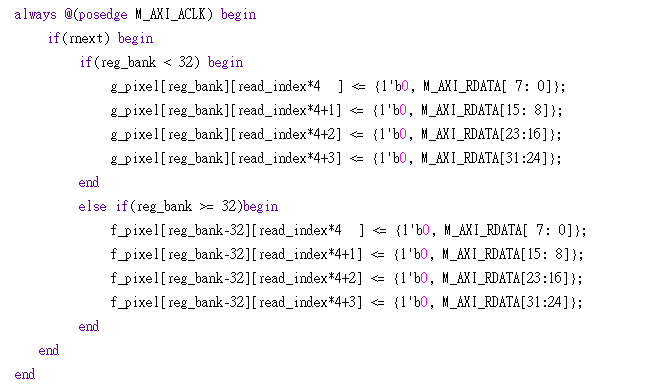 always @(posedge M_AXI_ACLK) begin
    if(rnext) begin
        if(reg_bank < 32) begin
            g_pixel[reg_bank][read_index*4  ] <= {1'b0, M_AXI_RDATA[ 7: 0]};
            g_pixel[reg_bank][read_index*4+1] <= {1'b0, M_AXI_RDATA[15: 8]};
            g_pixel[reg_bank][read_index*4+2] <= {1'b0, M_AXI_RDATA[23:16]};
            g_pixel[reg_bank][read_index*4+3] <= {1'b0, M_AXI_RDATA[31:24]};
        end
        else if(reg_bank >= 32)begin
            f_pixel[reg_bank-32][read_index*4  ] <= {1'b0, M_AXI_RDATA[ 7: 0]};
            f_pixel[reg_bank-32][read_index*4+1] <= {1'b0, M_AXI_RDATA[15: 8]};
            f_pixel[reg_bank-32][read_index*4+2] <= {1'b0, M_AXI_RDATA[23:16]};
            f_pixel[reg_bank-32][read_index*4+3] <= {1'b0, M_AXI_RDATA[31:24]};
        end
   end
end